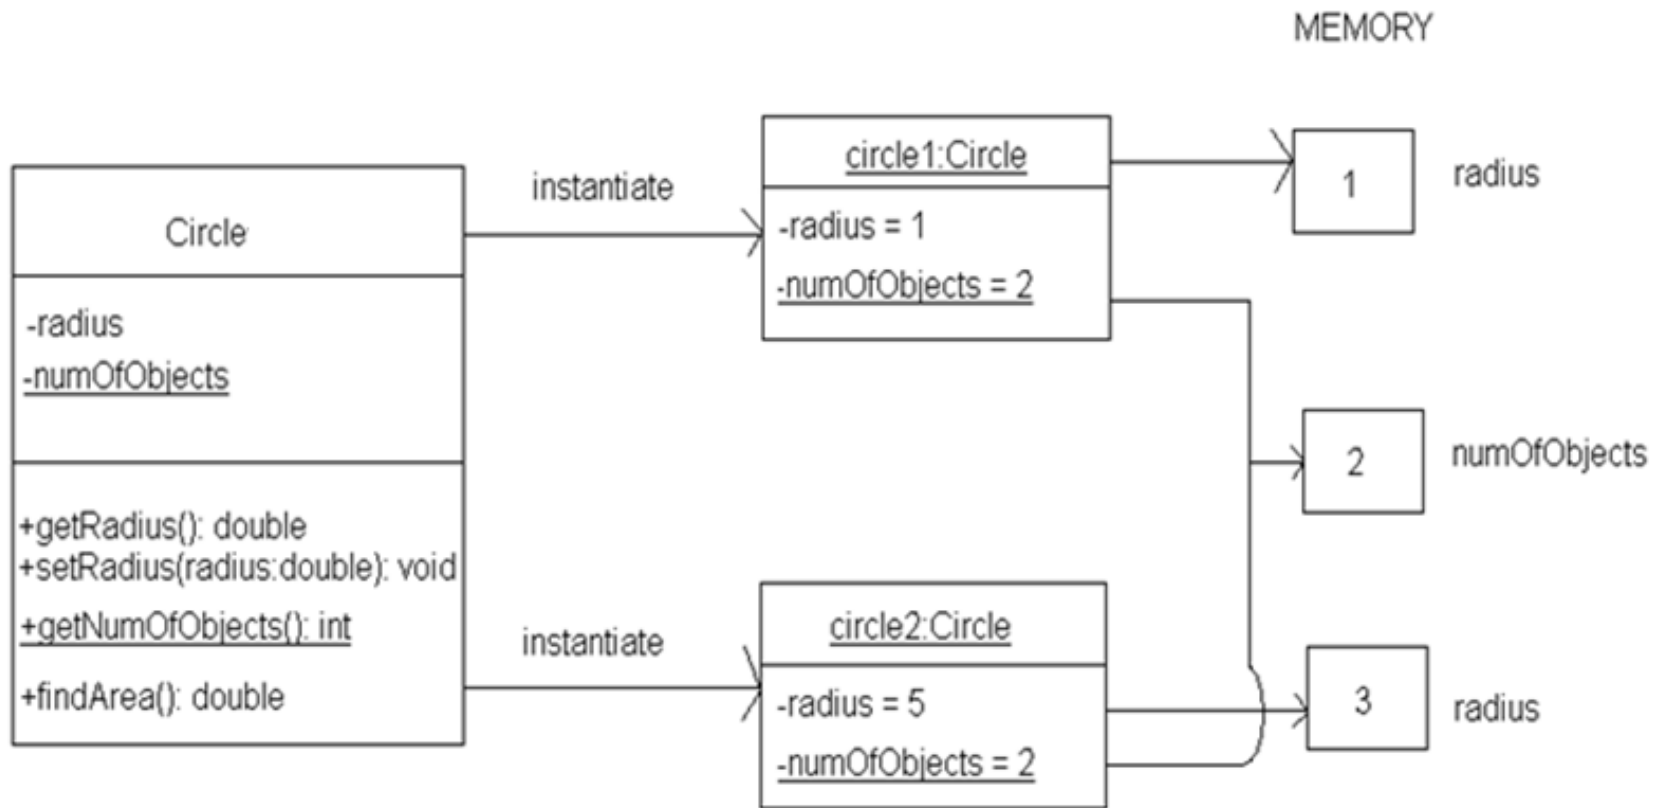 MEMORY
Circle
-radius
-numOfObjects
+getRadius(): double
+setRadius(radius:double): void
+getNumOfObjects(): int
+findArea(): double
instantiate
instantiate
circle1:Circle
-radius = 1
-numOfObjects = 2
circle2:Circle
-radius = 5
-numOfObjects = 2
1
radius
2
numOfObjects
3
radius